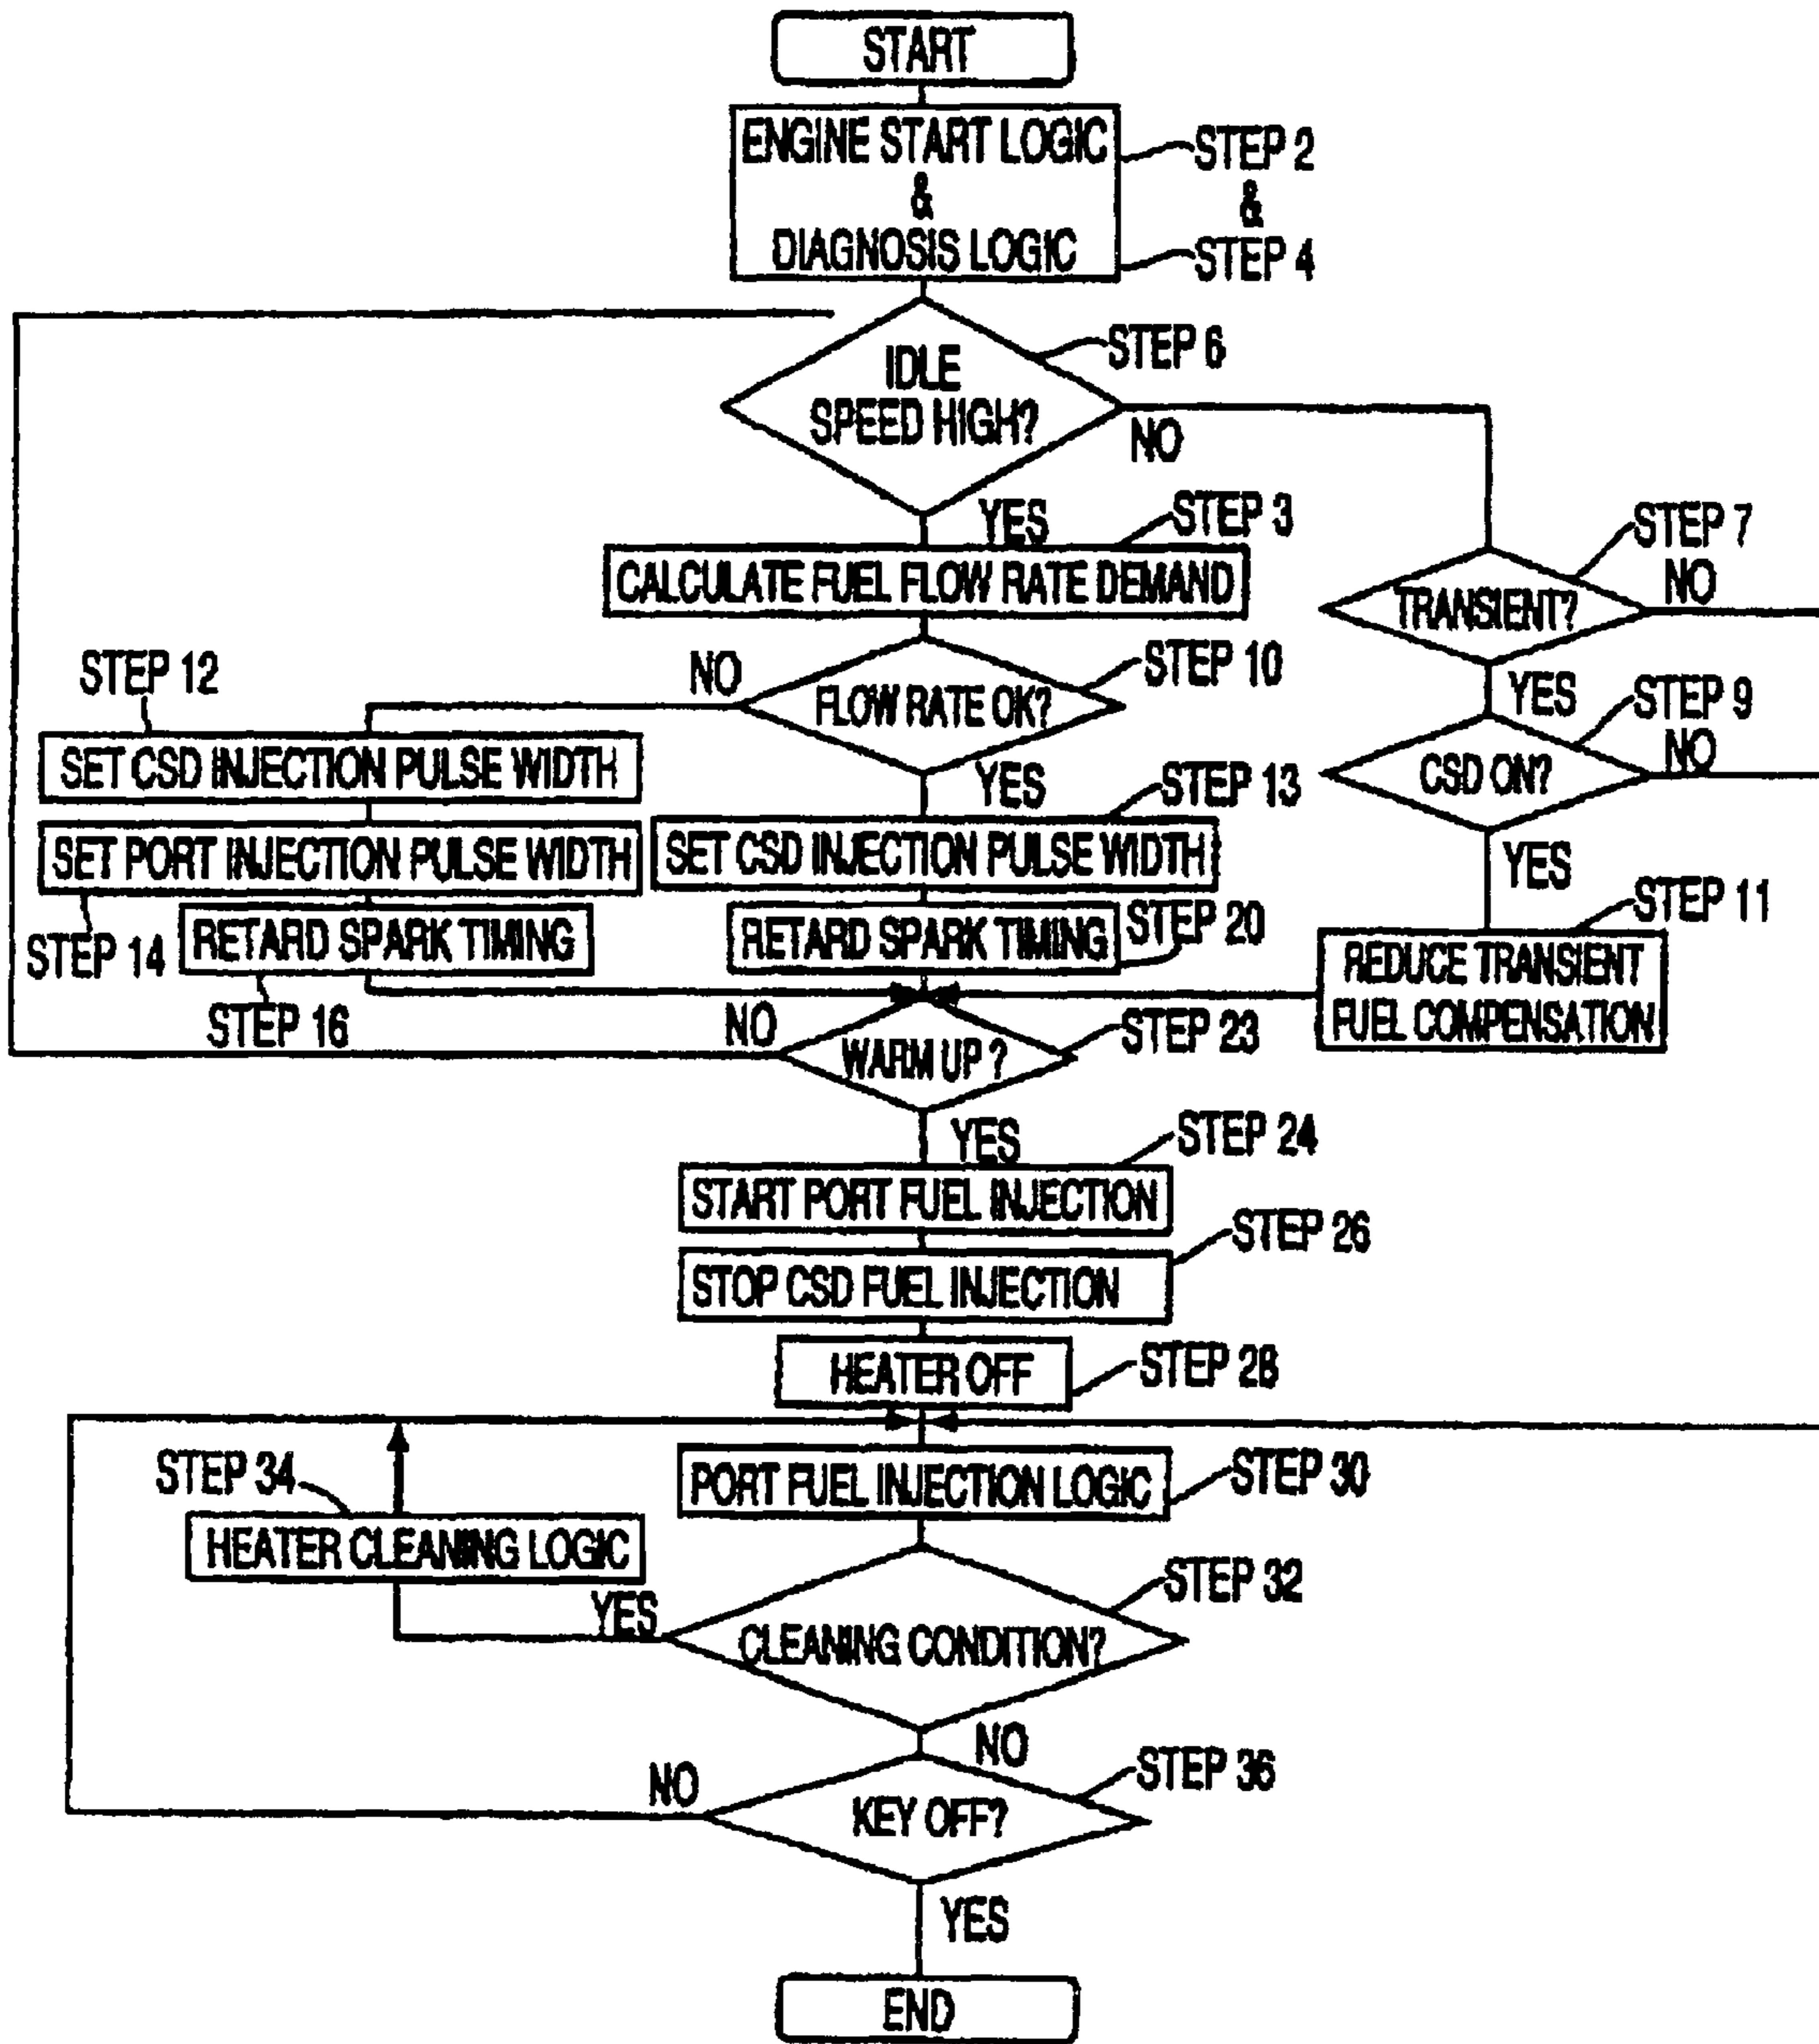 START
ENGINE START LOGIC
&
DIAGNOSIS LOGIC
STEP 2
&
STEP 4
IDLE
SPEED HIGH?
STEP 6
NO
YES
STEP 3
CALCULATE FUEL FLOW RATE DEMAND
STEP 7
TRANSIENT?
NO
YES
STEP 10
FLOW RATE OK?
NO
YES
STEP 9
CSD ON?
NO
YES
STEP 12
SET CSD INJECTION PULSE WIDTH
SET PORT INJECTION PULSE WIDTH
STEP 14
RETARD SPARK TIMING
STEP 16
STEP 13
SET CSD INJECTION PULSE WIDTH
RETARD SPARK TIMING
STEP 20
STEP 11
REDUCE TRANSIENT
FUEL COMPENSATION
NO
WARM UP ?
STEP 23
YES
STEP 24
START PORT FUEL INJECTION
STEP 26
STOP CSD FUEL INJECTION
HEATER OFF
STEP 28
STEP 34
HEATER CLEANING LOGIC
PORT FUEL INJECTION LOGIC
STEP 30
YES
CLEANING CONDITION?
STEP 32
NO
NO
KEY OFF?
STEP 36
YES
END